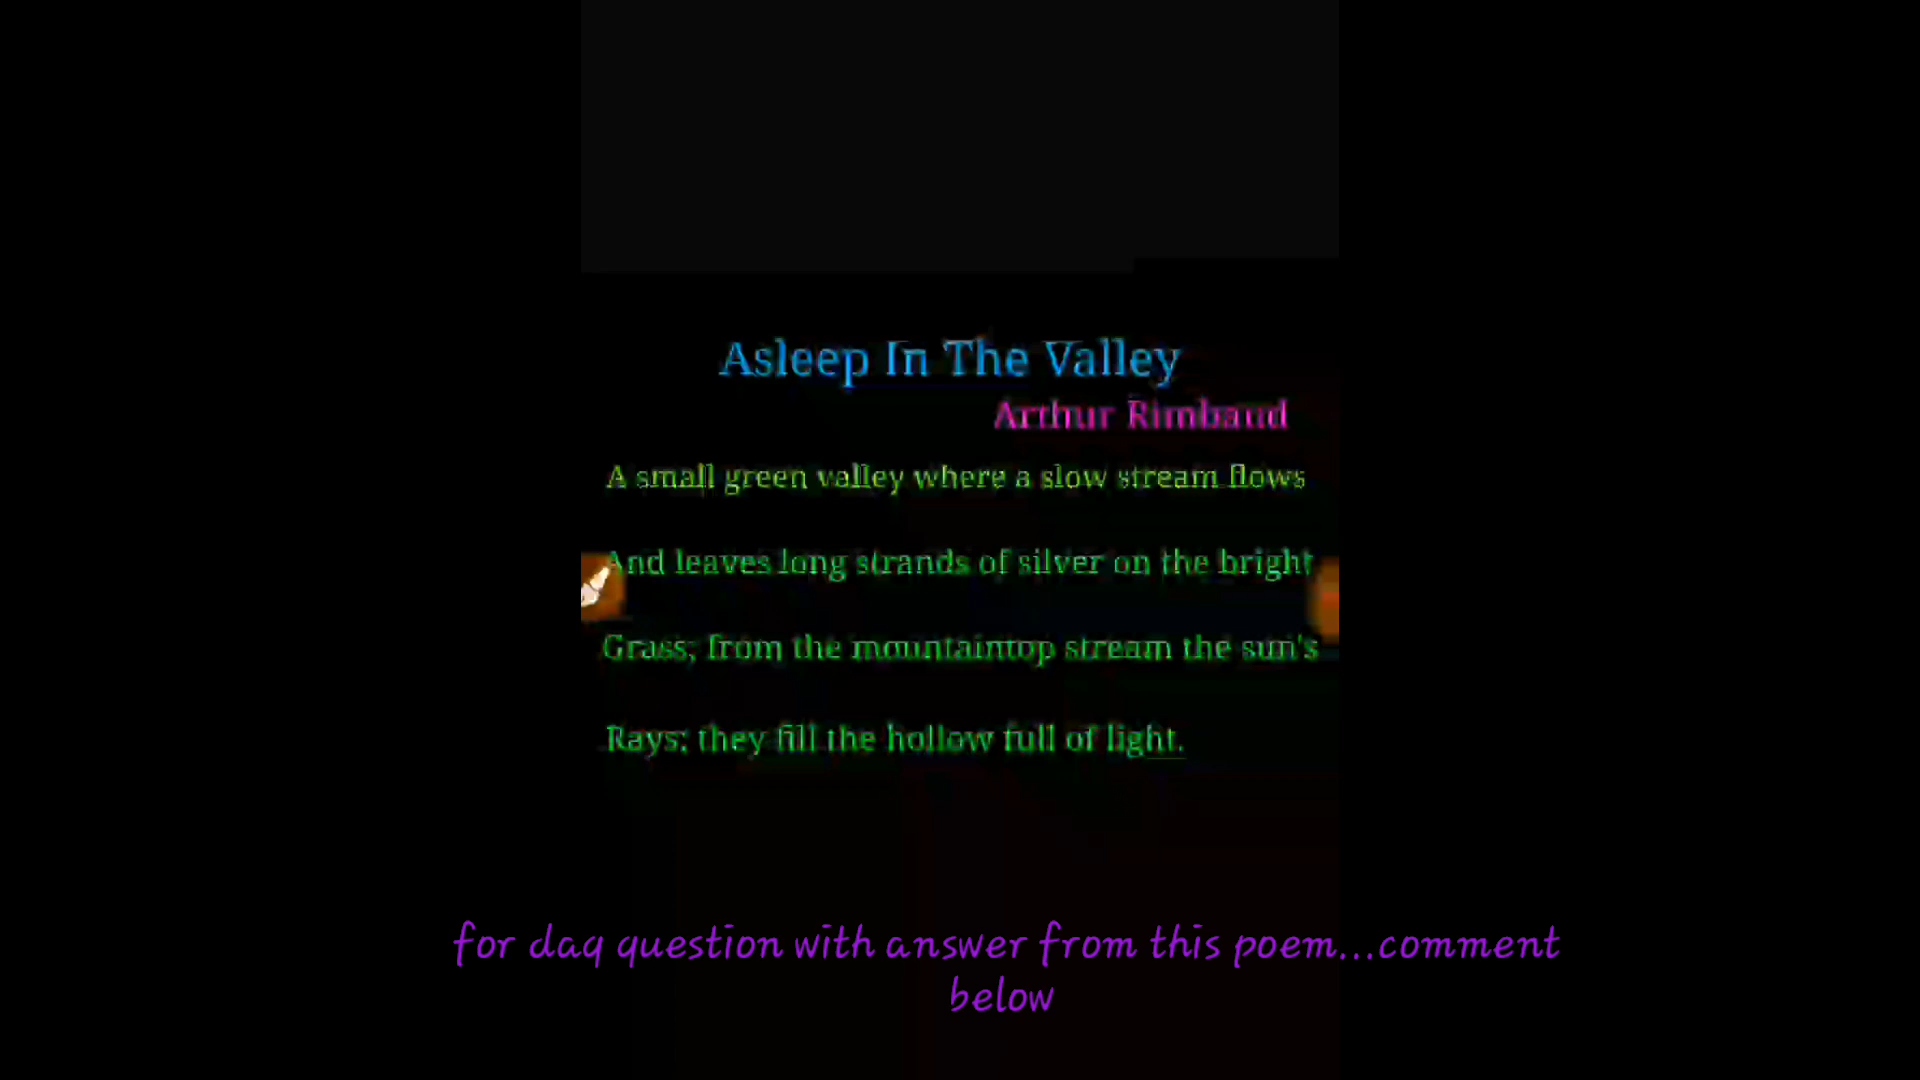 Asleep In The Valley
Arthur Rimbaud
A small green valley where a slow stream flows
And leaves long strands of silver on the bright
Grass; from the mountaintop stream the sun's
Rays; they fill the hollow full of light.
for daq question with answer from this poem...comment
below